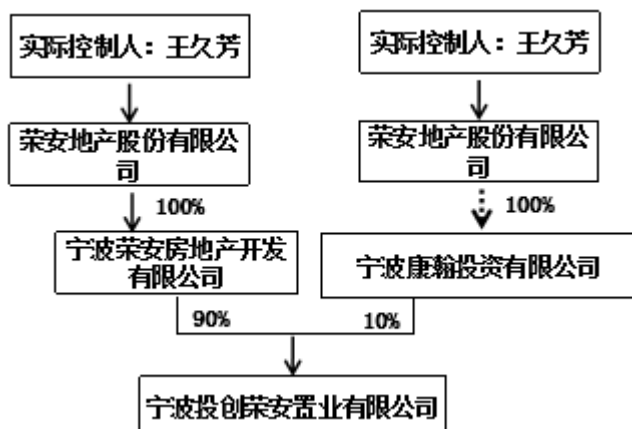 实际控制人：王久芳
实际控制人：王久芳
荣安地产股份有限公
司
荣安地产股份有限公
司
100%
100%
宁波荣安房地产开发
有限公司
宁波康瀚投资有限公司
90%
10%
宁波投创荣安置业有限公司